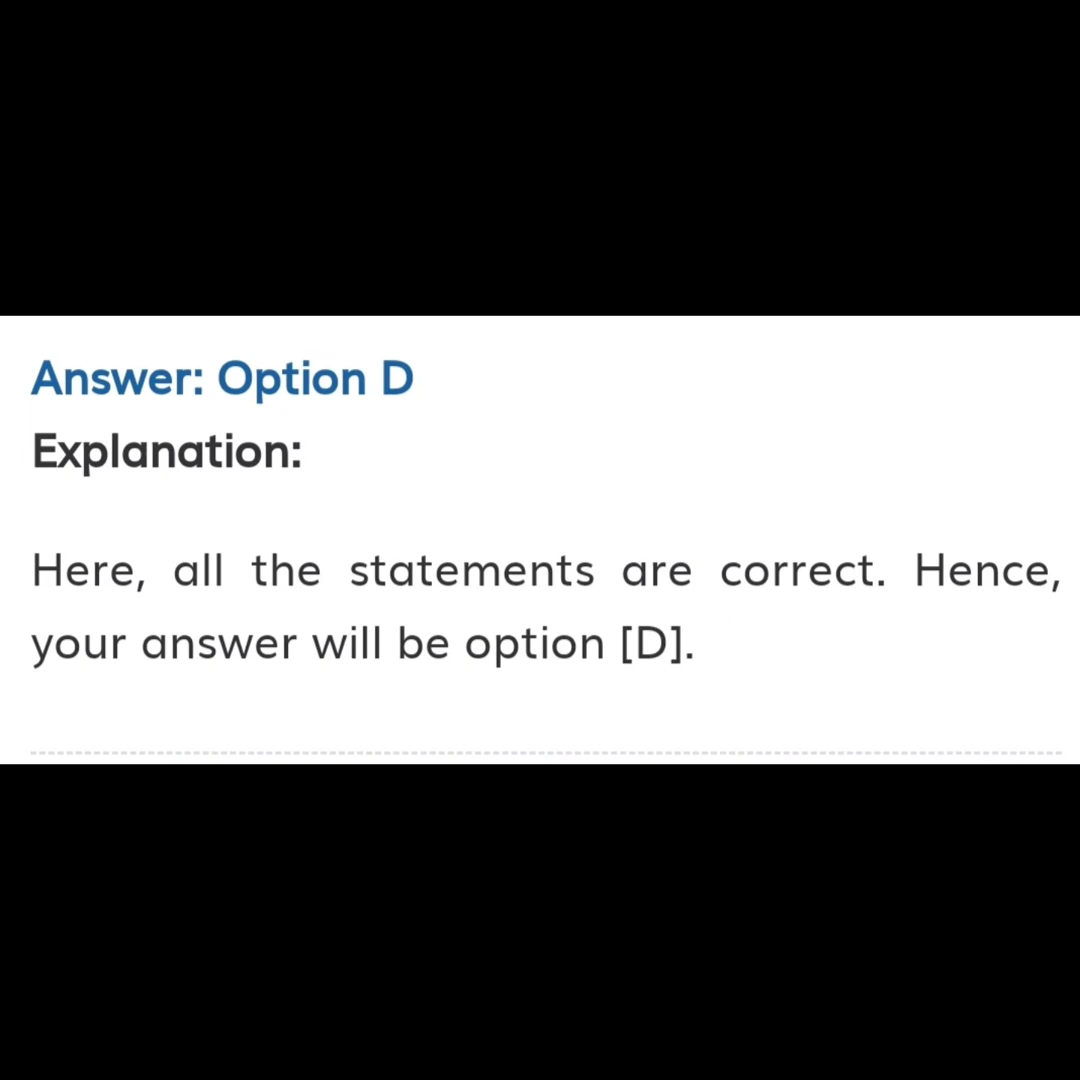 Answer: Option D
Explanation:
Here, all the statements are correct. Hence,
your answer will be option [D].